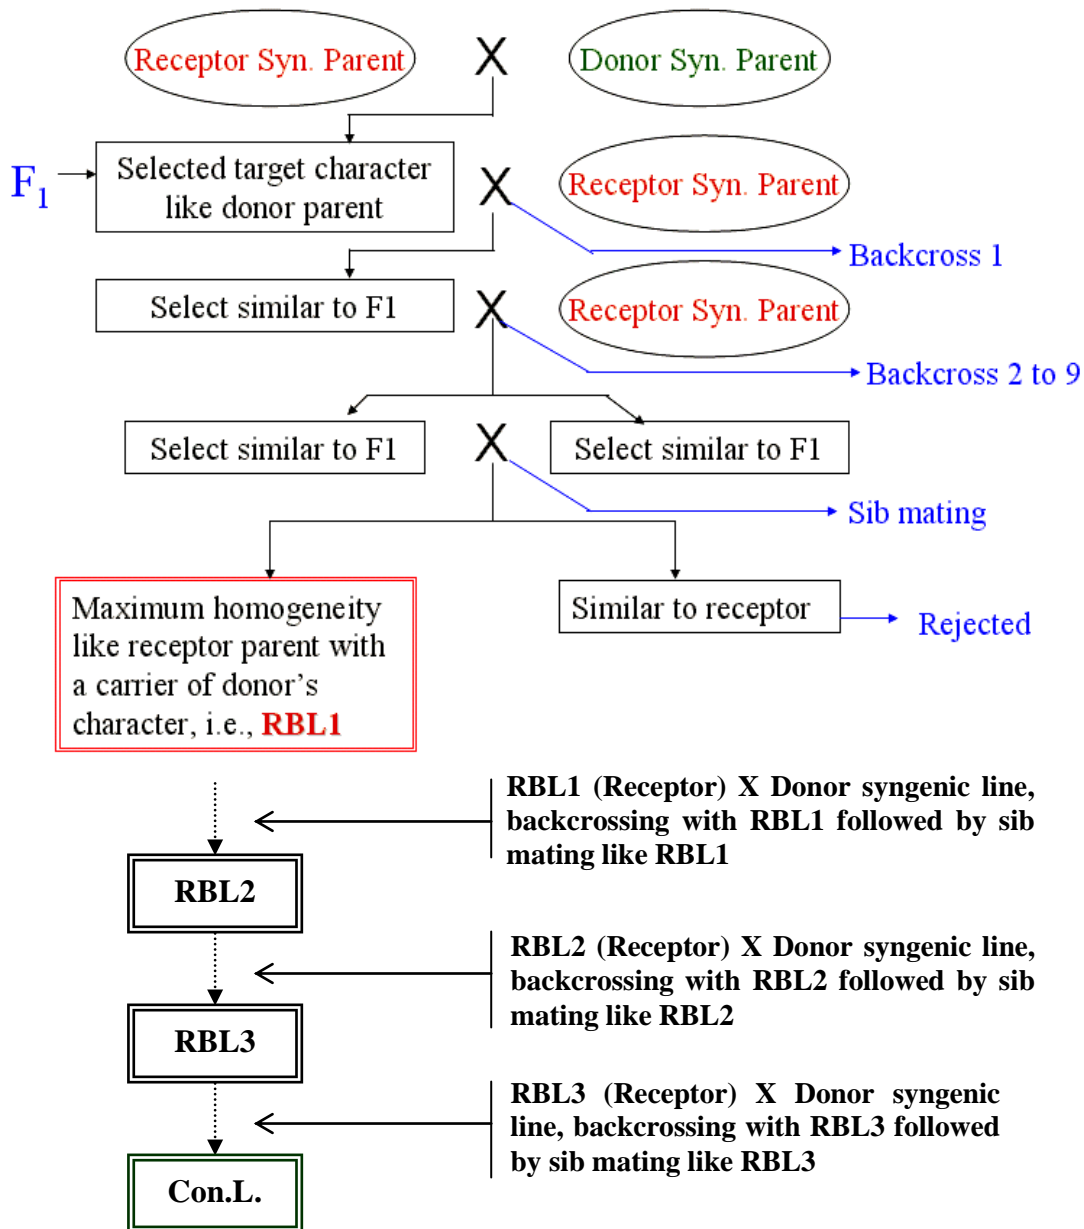 Receptor Syn. Parent
X
Donor Syn. Parent
F1
Selected target character
like donor parent
X
Receptor Syn. Parent
Backcross 1
Select similar to F1
X
Receptor Syn. Parent
Backcross 2 to 9
Select similar to F1
X
Select similar to F1
Sib mating
Maximum homogeneity
like receptor parent with
a carrier of donor’s
character, i.e., RBL1
Similar to receptor
Rejected
RBL1 (Receptor) X Donor syngenic line,
backcrossing with RBL1 followed by sib
mating like RBL1
RBL2
RBL2 (Receptor) X Donor syngenic line,
backcrossing with RBL2 followed by sib
mating like RBL2
RBL3
RBL3 (Receptor) X Donor syngenic
line, backcrossing with RBL3 followed
by sib mating like RBL3
Con.L.